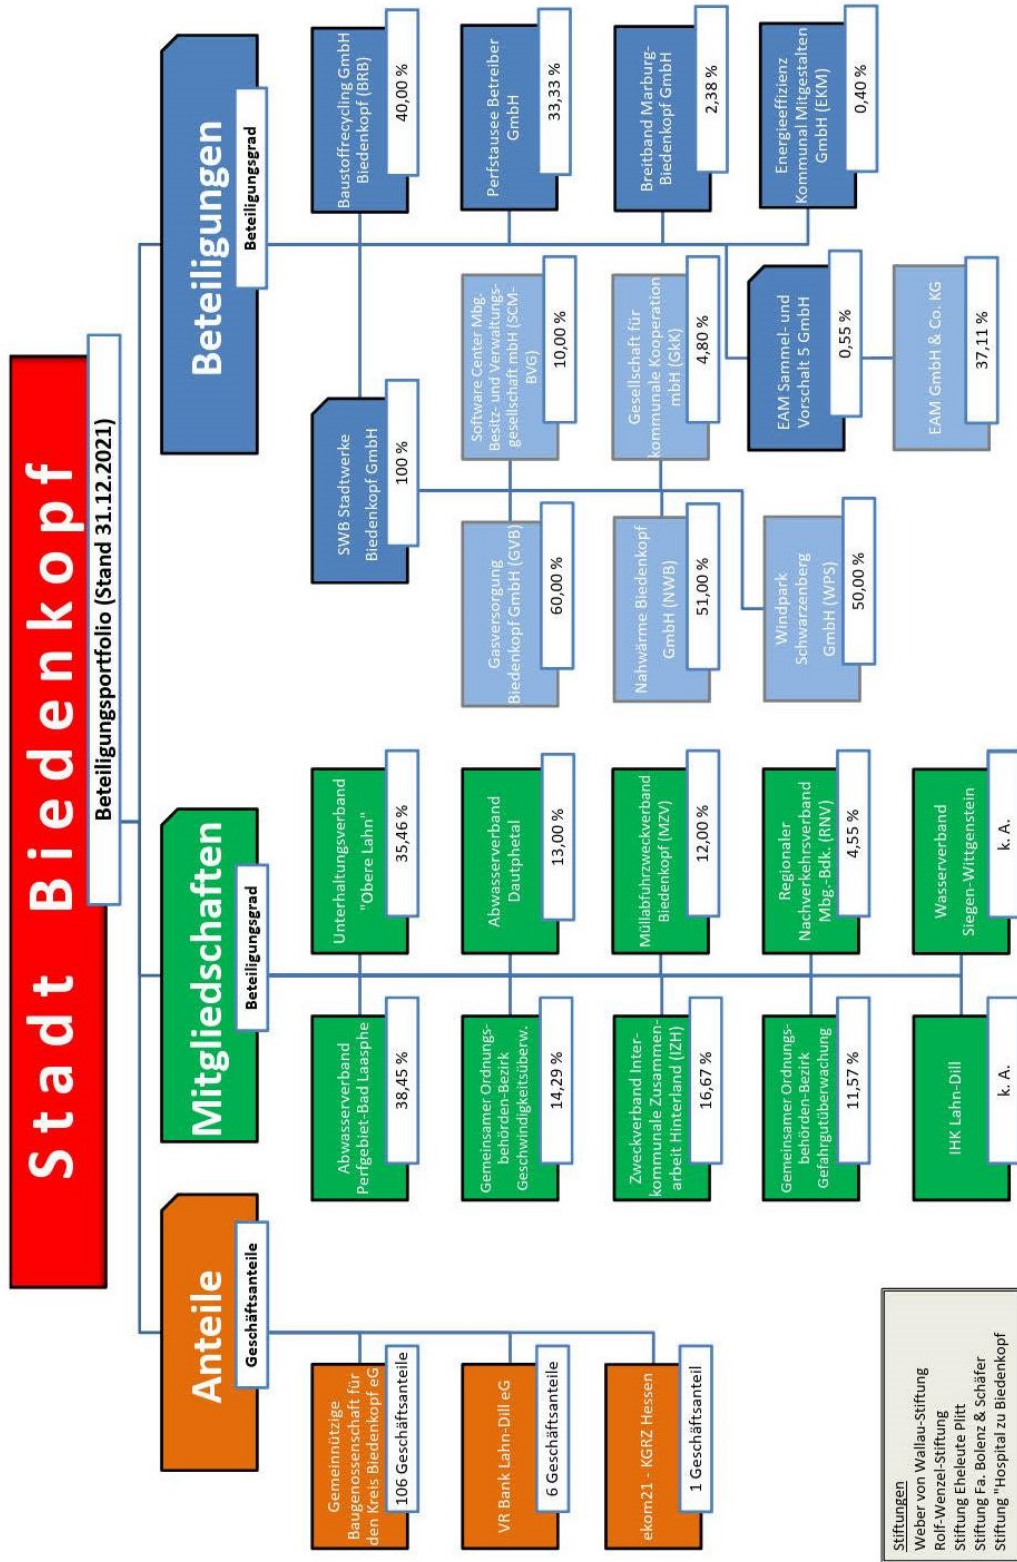 Stadt Biedenkopf
Beteiligungsportfolio (Stand 31.12.2021)
Anteile
Geschäftsanteile
Gemeinnützige
Baugenossenschaft für
den Kreis Biedenkopf eG
106 Geschäftsanteile
VR Bank Lahn-Dill eG
6 Geschäftsanteile
ekom21 - KGRZ Hessen
1 Geschäftsanteil
Mitgliedschaften
Beteiligungsgrad
Abwasserverband
Perfgebiet-Bad Laasphe
38,45 %
Unterhaltungsverband
"Obere Lahn"
35,46 %
Gemeinsamer Ordnungs-
behörden-Bezirk
Geschwindigkeitsüberw.
14,29 %
Abwasserverband
Dautphetal
13,00 %
Zweckverband Inter-
kommunale Zusammen-
arbeit Hinterland (IZH)
16,67 %
Müllabfuhrzweckverband
Biedenkopf (MZV)
12,00 %
Gemeinsamer Ordnungs-
behörden-Bezirk
Gefahrgutüberwachung
11,57 %
Regionaler
Nachverkehrsverband
Mbg.-Bdk. (RNV)
4,55 %
IHK Lahn-Dill
k. A.
Wasserverband
Siegen-Wittgenstein
k. A.
Beteiligungen
Beteiligungsgrad
SWB Stadtwerke
Biedenkopf GmbH
100 %
Baustoffrecycling GmbH
Biedenkopf (BRB)
40,00 %
Gasversorgung
Biedenkopf GmbH (GVB)
60,00 %
Software Center Mbg.
Besitz- und Verwaltungs-
gesellschaft mbH (SCM-
BVG)
10,00 %
Perfstausee Betreiber
GmbH
33,33 %
Nahwärme Biedenkopf
GmbH (NWB)
51,00 %
Gesellschaft für
kommunale Kooperation
mbH (GkK)
4,80 %
Breitband Marburg-
Biedenkopf GmbH
2,38 %
Windpark
Schwarzenberg
GmbH (WPS)
50,00 %
EAM Sammel- und
Vorschalt 5 GmbH
0,55 %
Energieeffizienz
Kommunal Mitgestalten
GmbH (EKM)
0,40 %
EAM GmbH & Co. KG
37,11 %
Stiftungen
Weber von Wallau-Stiftung
Rolf-Wenzel-Stiftung
Stiftung Eheleute Plitt
Stiftung Fa. Bolenz & Schäfer
Stiftung "Hospital zu Biedenkopf